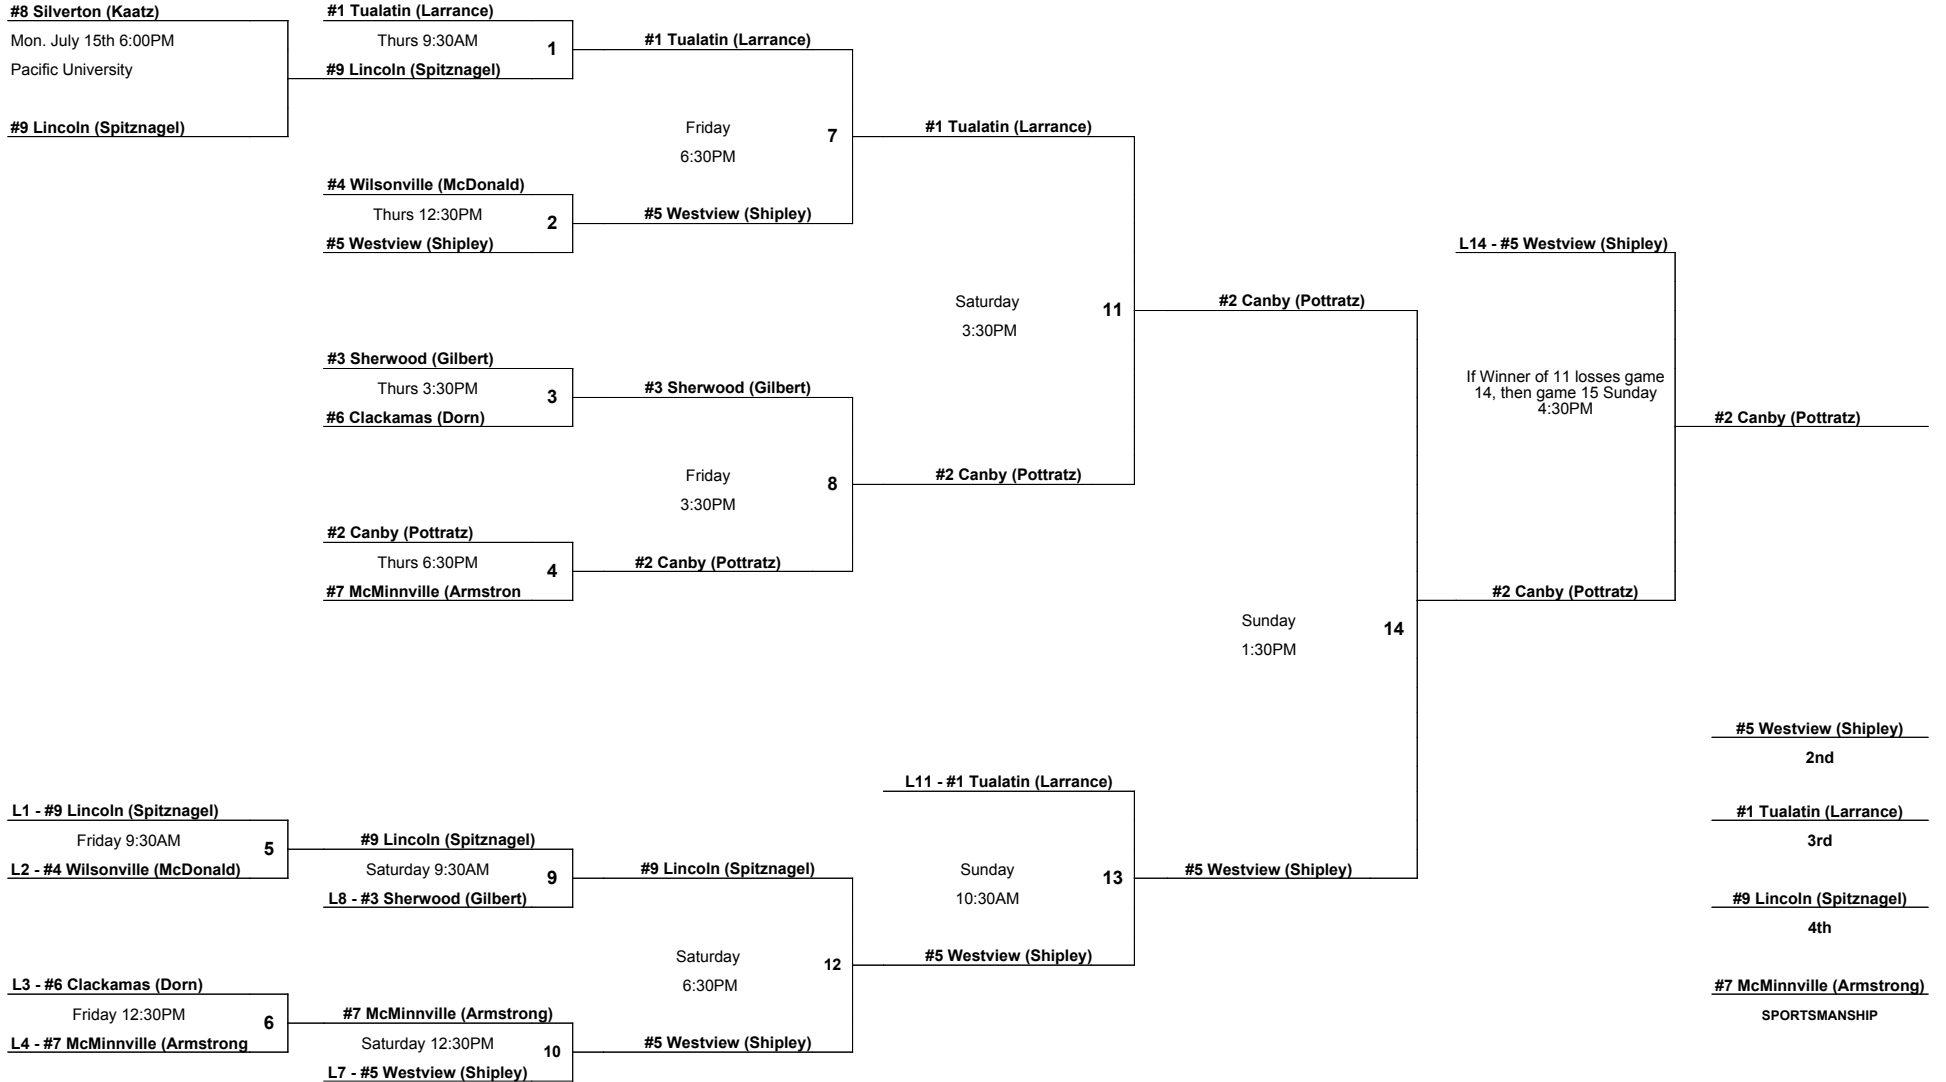 #8 Silverton (Kaatz)
Mon. July 15th 6:00PM
Pacific University
#9 Lincoln (Spitznagel)
#1 Tualatin (Larrance)
Thurs 9:30AM
1
#9 Lincoln (Spitznagel)
#4 Wilsonville (McDonald)
Thurs 12:30PM
2
#5 Westview (Shipley)
#3 Sherwood (Gilbert)
Thurs 3:30PM
3
#6 Clackamas (Dorn)
#2 Canby (Pottratz)
Thurs 6:30PM
4
#7 McMinnville (Armstron
#1 Tualatin (Larrance)
Friday
7
6:30PM
#5 Westview (Shipley)
#3 Sherwood (Gilbert)
Friday
8
3:30PM
#2 Canby (Pottratz)
#1 Tualatin (Larrance)
Saturday
11
3:30PM
#2 Canby (Pottratz)
#2 Canby (Pottratz)
Sunday
14
1:30PM
L14 - #5 Westview (Shipley)
If Winner of 11 losses game
14, then game 15 Sunday
4:30PM
#2 Canby (Pottratz)
#2 Canby (Pottratz)
L1 - #9 Lincoln (Spitznagel)
Friday 9:30AM
5
L2 - #4 Wilsonville (McDonald)
L3 - #6 Clackamas (Dorn)
Friday 12:30PM
6
L4 - #7 McMinnville (Armstrong
#9 Lincoln (Spitznagel)
Saturday 9:30AM
9
L8 - #3 Sherwood (Gilbert)
#7 McMinnville (Armstrong)
Saturday 12:30PM
10
L7 - #5 Westview (Shipley)
#9 Lincoln (Spitznagel)
Saturday
12
6:30PM
#5 Westview (Shipley)
L11 - #1 Tualatin (Larrance)
Sunday
13
10:30AM
#5 Westview (Shipley)
#5 Westview (Shipley)
#5 Westview (Shipley)
2nd
#1 Tualatin (Larrance)
3rd
#9 Lincoln (Spitznagel)
4th
#7 McMinnville (Armstrong)
SPORTSMANSHIP